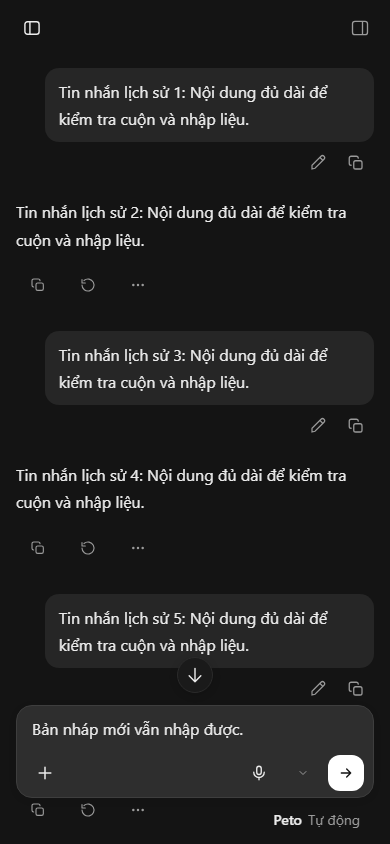 Tin nhắn lịch sử 1: Nội dung đủ dài để
kiểm tra cuộn và nhập liệu.
Tin nhắn lịch sử 2: Nội dung đủ dài để kiểm tra
cuộn và nhập liệu.
Tin nhắn lịch sử 3: Nội dung đủ dài để
kiểm tra cuộn và nhập liệu.
Tin nhắn lịch sử 4: Nội dung đủ dài để kiểm tra
cuộn và nhập liệu.
Tin nhắn lịch sử 5: Nội dung đủ dài để
kiểm tra cuộn và nhập liệu.
Bản nháp mới vẫn nhập được.
Peto Tự động